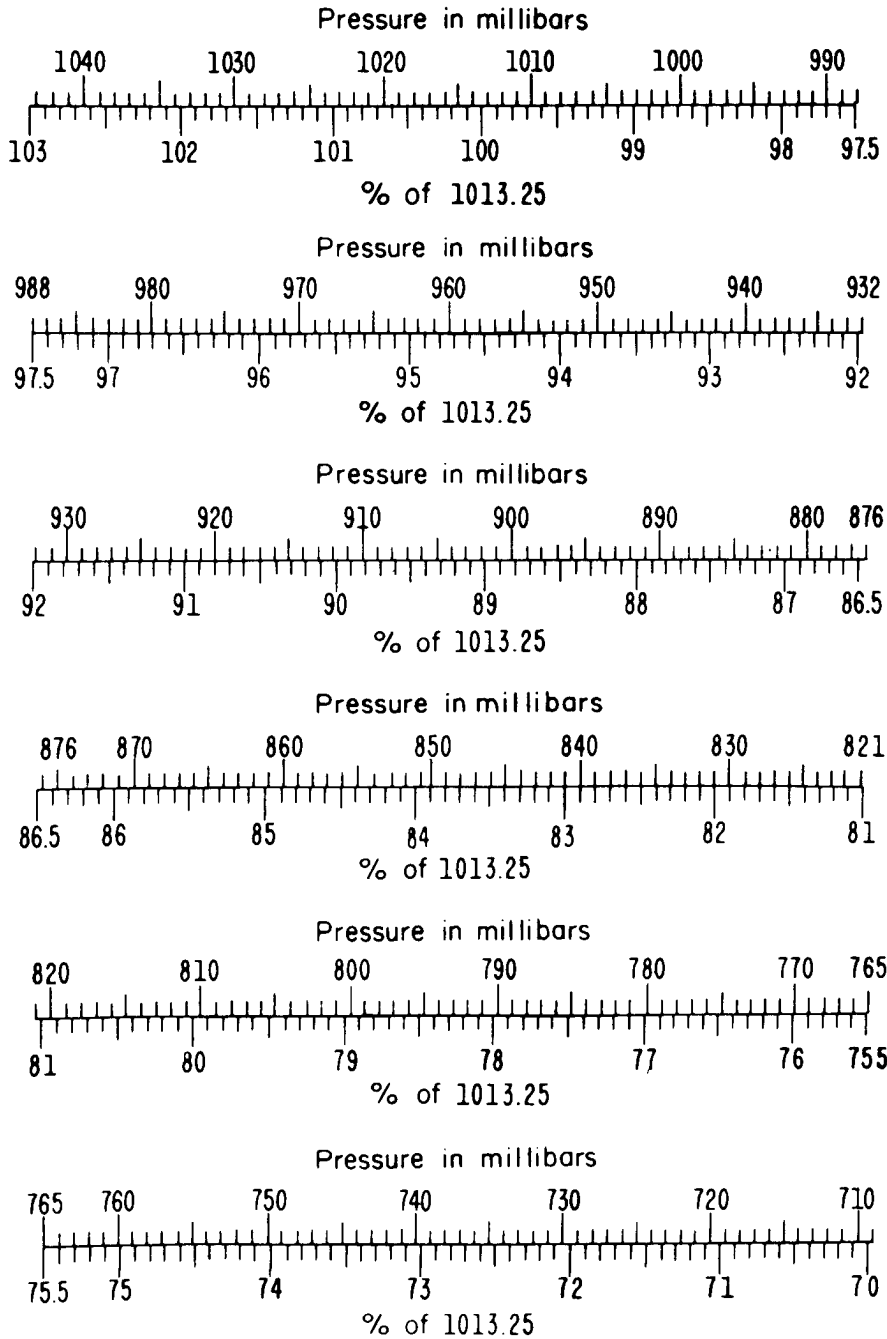 Pressure in millibars
1040 1030 1020 1010 1000 990
103 102 101 100 99 98 97.5
% of 1013.25
Pressure in millibars
988 980 970 960 950 940 932
97.5 97 96 95 94 93 92
% of 1013.25
Pressure in millibars
930 920 910 900 890 880 876
92 91 90 89 88 87 86.5
% of 1013.25
Pressure in millibars
876 870 860 850 840 830 821
86.5 86 85 84 83 82 81
% of 1013.25
Pressure in millibars
820 810 800 790 780 770 765
81 80 79 78 77 76 755
% of 1013.25
Pressure in millibars
765 760 750 740 730 720 710
75.5 75 74 73 72 71 70
% of 1013.25